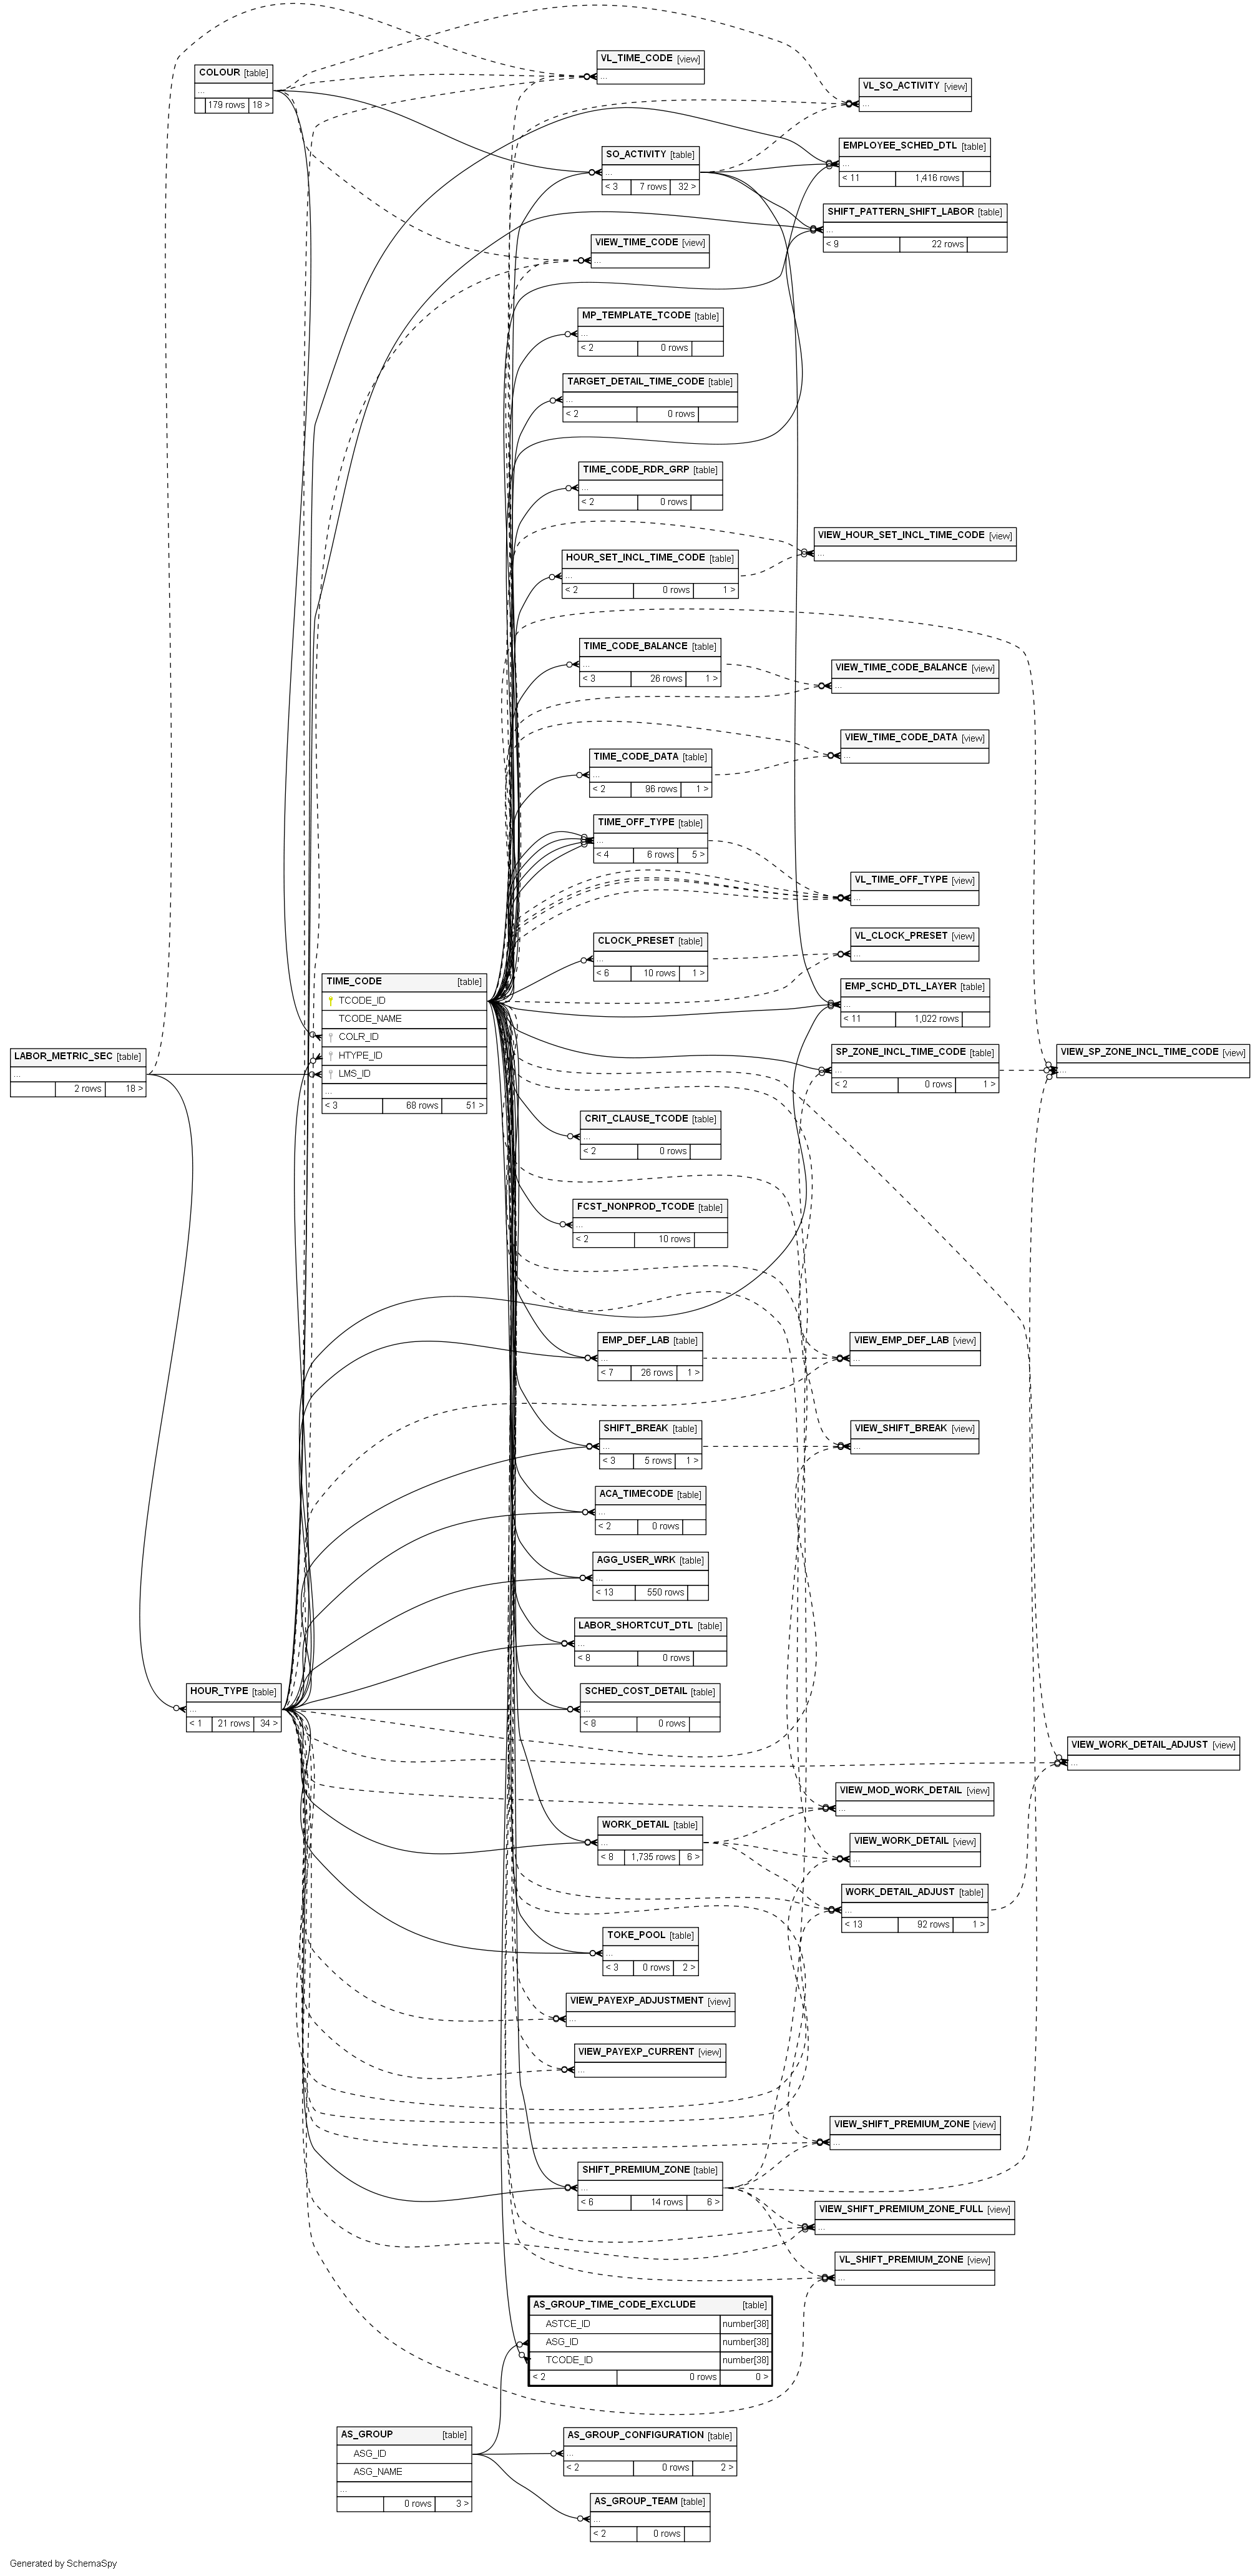 VL_TIME_CODE [view]
...
COLOUR [table]
...
179 rows 18 >
VL_SO_ACTIVITY [view]
...
EMPLOYEE_SCHED_DTL [table]
...
< 11 1,416 rows
SO_ACTIVITY [table]
...
< 3 7 rows 32 >
SHIFT_PATTERN_SHIFT_LABOR [table]
...
< 9 22 rows
VIEW_TIME_CODE [view]
...
MP_TEMPLATE_TCODE [table]
...
< 2 0 rows
TARGET_DETAIL_TIME_CODE [table]
...
< 2 0 rows
TIME_CODE_RDR_GRP [table]
...
< 2 0 rows
VIEW_HOUR_SET_INCL_TIME_CODE [view]
...
HOUR_SET_INCL_TIME_CODE [table]
...
< 2 0 rows 1 >
TIME_CODE_BALANCE [table]
...
< 3 26 rows 1 >
VIEW_TIME_CODE_BALANCE [view]
...
VIEW_TIME_CODE_DATA [view]
...
TIME_CODE_DATA [table]
...
< 2 96 rows 1 >
TIME_OFF_TYPE [table]
...
< 4 6 rows 5 >
VL_TIME_OFF_TYPE [view]
...
VL_CLOCK_PRESET [view]
...
CLOCK_PRESET [table]
...
< 6 10 rows 1 >
TIME_CODE [table]
TCODE_ID
TCODE_NAME
COLR_ID
HTYPE_ID
LMS_ID
...
< 3 68 rows 51 >
EMP_SCHD_DTL_LAYER [table]
...
< 11 1,022 rows
SP_ZONE_INCL_TIME_CODE [table]
...
< 2 0 rows 1 >
VIEW_SP_ZONE_INCL_TIME_CODE [view]
...
LABOR_METRIC_SEC [table]
...
2 rows 18 >
CRIT_CLAUSE_TCODE [table]
...
< 2 0 rows
FCST_NONPROD_TCODE [table]
...
< 2 10 rows
EMP_DEF_LAB [table]
...
< 7 26 rows 1 >
VIEW_EMP_DEF_LAB [view]
...
SHIFT_BREAK [table]
...
< 3 5 rows 1 >
VIEW_SHIFT_BREAK [view]
...
ACA_TIMECODE [table]
...
< 2 0 rows
AGG_USER_WRK [table]
...
< 13 550 rows
LABOR_SHORTCUT_DTL [table]
...
< 8 0 rows
HOUR_TYPE [table]
...
< 1 21 rows 34 >
SCHED_COST_DETAIL [table]
...
< 8 0 rows
VIEW_WORK_DETAIL_ADJUST [view]
...
VIEW_MOD_WORK_DETAIL [view]
...
WORK_DETAIL [table]
...
< 8 1,735 rows 6 >
VIEW_WORK_DETAIL [view]
...
WORK_DETAIL_ADJUST [table]
...
< 13 92 rows 1 >
TOKE_POOL [table]
...
< 3 0 rows 2 >
VIEW_PAYEXP_ADJUSTMENT [view]
...
VIEW_PAYEXP_CURRENT [view]
...
VIEW_SHIFT_PREMIUM_ZONE [view]
...
SHIFT_PREMIUM_ZONE [table]
...
< 6 14 rows 6 >
VIEW_SHIFT_PREMIUM_ZONE_FULL [view]
...
VL_SHIFT_PREMIUM_ZONE [view]
...
AS_GROUP_TIME_CODE_EXCLUDE [table]
ASTCE_ID number[38]
ASG_ID number[38]
TCODE_ID number[38]
< 2 0 rows 0 >
AS_GROUP [table]
ASG_ID
ASG_NAME
...
0 rows 3 >
AS_GROUP_CONFIGURATION [table]
...
< 2 0 rows 2 >
AS_GROUP_TEAM [table]
...
< 2 0 rows
Generated by SchemaSpy